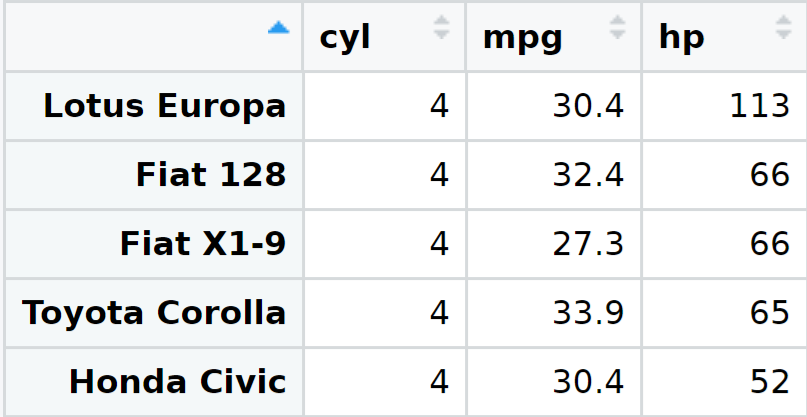 cyl mpg hp
Lotus Europa 4 30.4 113
Fiat 128 4 32.4 66
Fiat X1-9 4 27.3 66
Toyota Corolla 4 33.9 65
Honda Civic 4 30.4 52